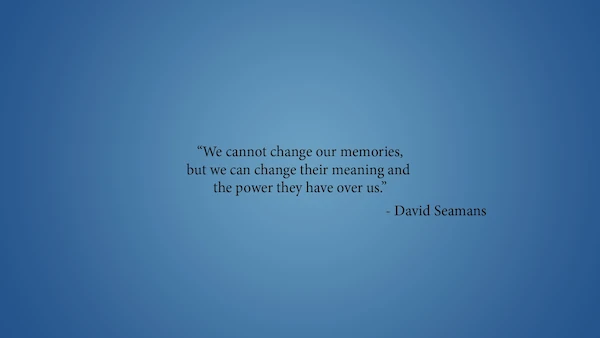 “We cannot change our memories,
but we can change their meaning and
the power they have over us.”
- David Seamans